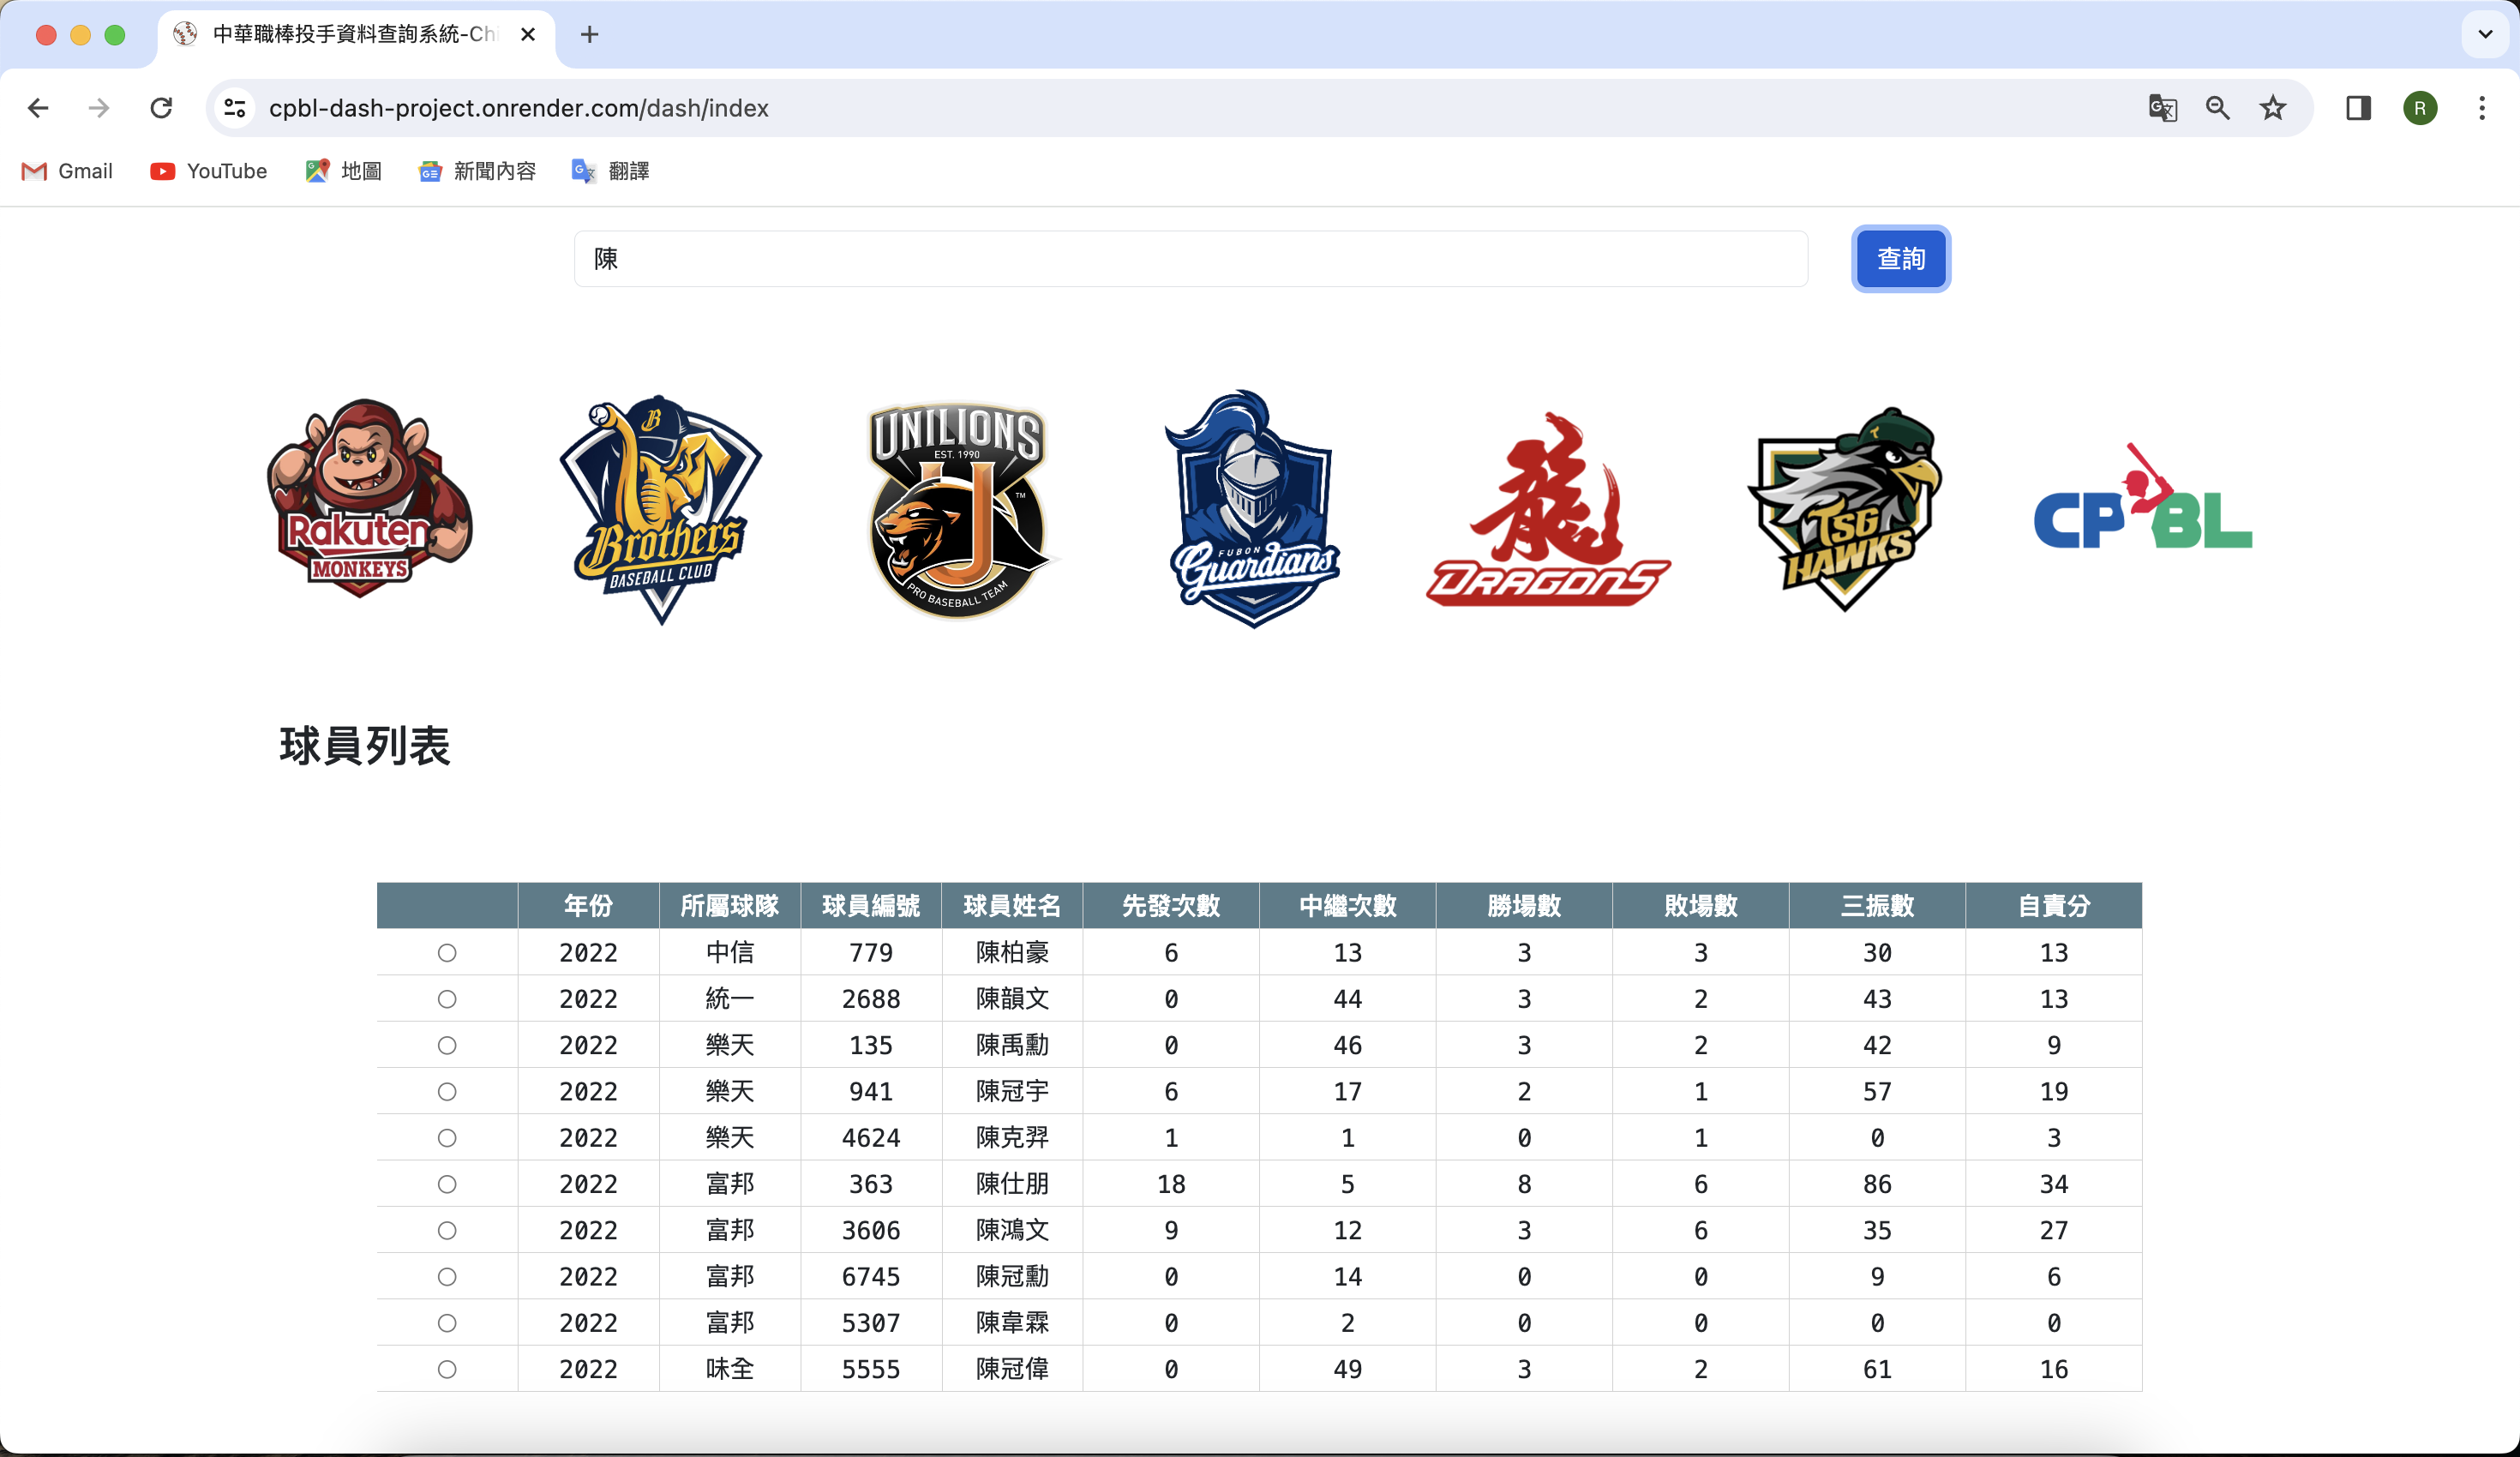 中華職棒投手資料查詢系統-Chi
cpbl-dash-project.onrender.com/dash/index
R
Gmail YouTube 地圖 新聞內容 翻譯
陳 查詢
Rakuten
MONKEYS
B
Brothers
BASEBALL CLUB
UNILIONS
EST. 1990
TM
PRO BASEBALL TEAM
FUBON
Guardians
龍
DRAGONS
TSG
HAWKS
CPBL
球員列表
年份 所屬球隊 球員編號 球員姓名 先發次數 中繼次數 勝場數 敗場數 三振數 自責分
2022 中信 779 陳柏豪 6 13 3 3 30 13
2022 統一 2688 陳韻文 0 44 3 2 43 13
2022 樂天 135 陳禹勳 0 46 3 2 42 9
2022 樂天 941 陳冠宇 6 17 2 1 57 19
2022 樂天 4624 陳克羿 1 1 0 1 0 3
2022 富邦 363 陳仕朋 18 5 8 6 86 34
2022 富邦 3606 陳鴻文 9 12 3 6 35 27
2022 富邦 6745 陳冠勳 0 14 0 0 9 6
2022 富邦 5307 陳韋霖 0 2 0 0 0 0
2022 味全 5555 陳冠偉 0 49 3 2 61 16